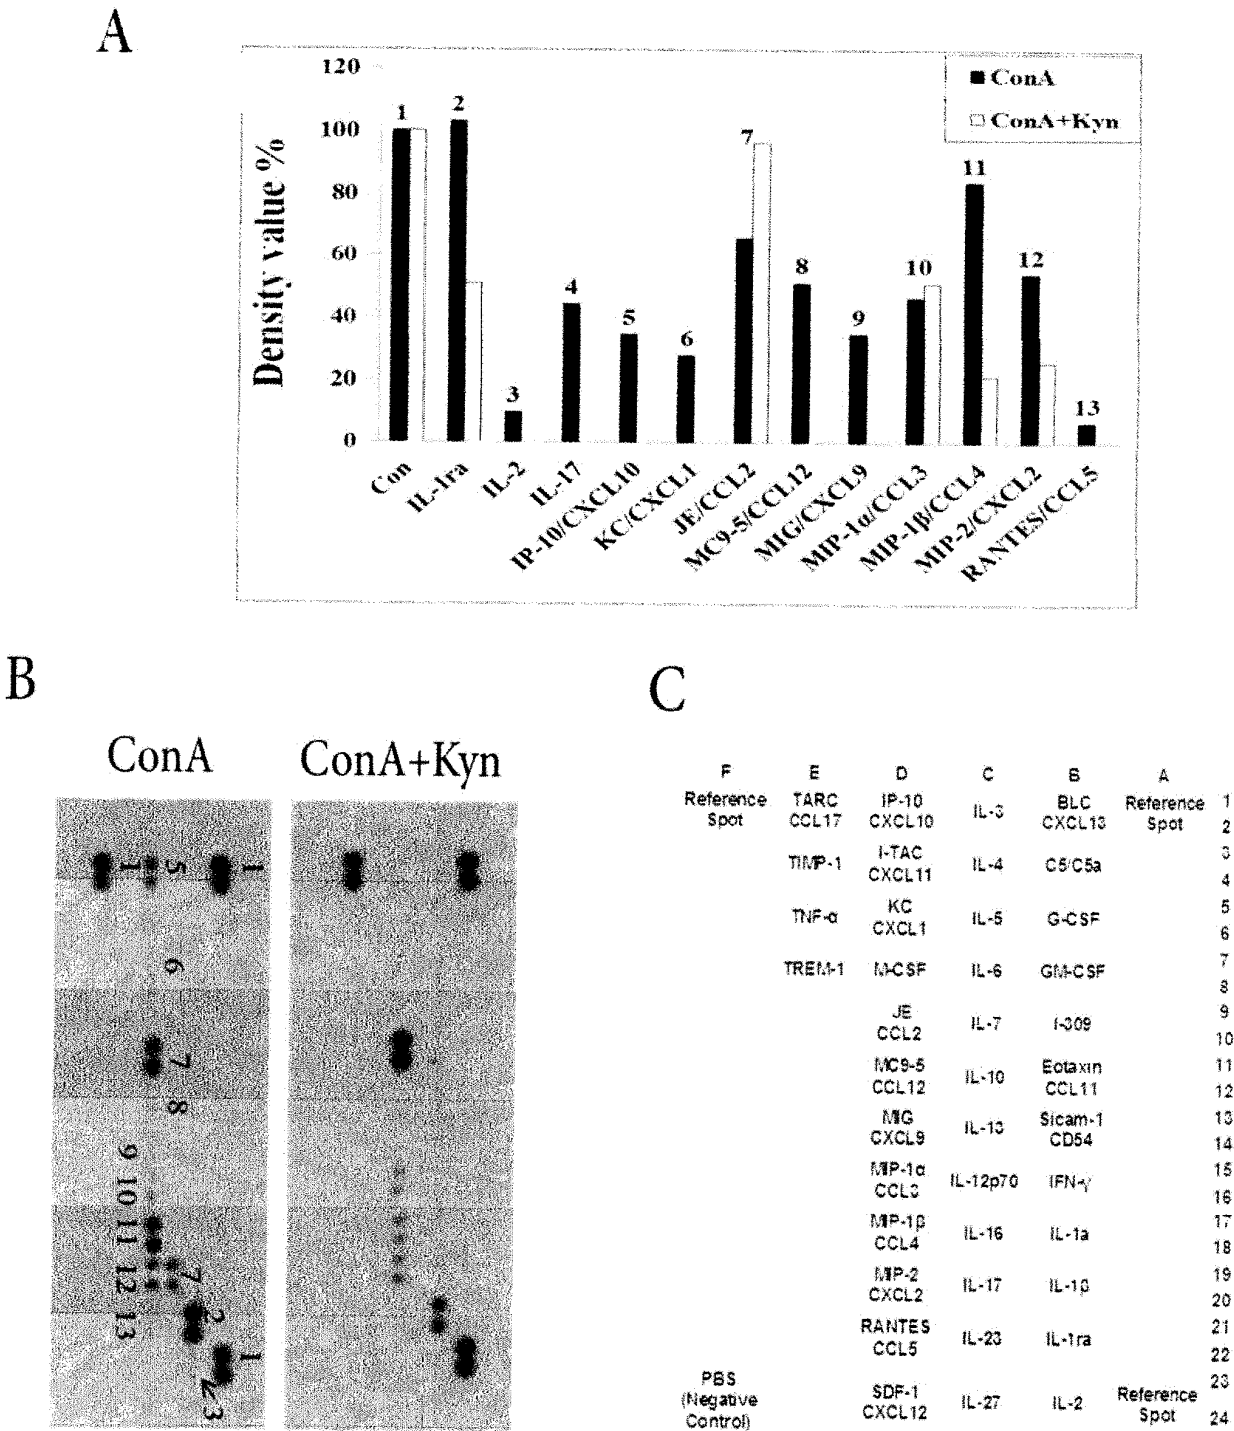 A
120
100
80
60
40
20
0
Density value %
ConA
ConA+Kyn
1
2
3
4
5
6
7
8
9
10
11
12
13
Con
IL-1ra
IL-2
IL-17
IP-10/CXCL10
KC/CXCL1
JE/CCL2
MC9-5/CCL12
MIG/CXCL9
MIP-1α/CCL3
MIP-1β/CCL4
MIP-2/CXCL2
RANTES/CCL5
B
ConA
ConA+Kyn
1 5 1
6
7
8
9
10
11
12 7
13 2
1
3
C
F E D C B A
Reference TARC IP-10 IL-3 BLC Reference 1
Spot CCL17 CXCL10 CXCL13 Spot 2
TIMP-1 I-TAC IL-4 C5/C5a 3
CXCL11 4
TNF-α KC IL-5 G-CSF 5
CXCL1 6
TREM-1 M-CSF IL-6 GM-CSF 7
8
JE IL-7 I-309 9
CCL2 10
MC9-5 IL-10 Eotaxin 11
CCL12 CCL11 12
MIG IL-13 Sicam-1 13
CXCL9 CD54 14
MIP-1α IL-12p70 IFN-γ 15
CCL3 16
MIP-1β IL-16 IL-1a 17
CCL4 18
MIP-2 IL-17 IL-1β 19
CXCL2 20
RANTES IL-23 IL-1ra 21
CCL5 22
PBS 23
(Negative SDF-1 IL-27 IL-2 Reference
Control) CXCL12 Spot 24